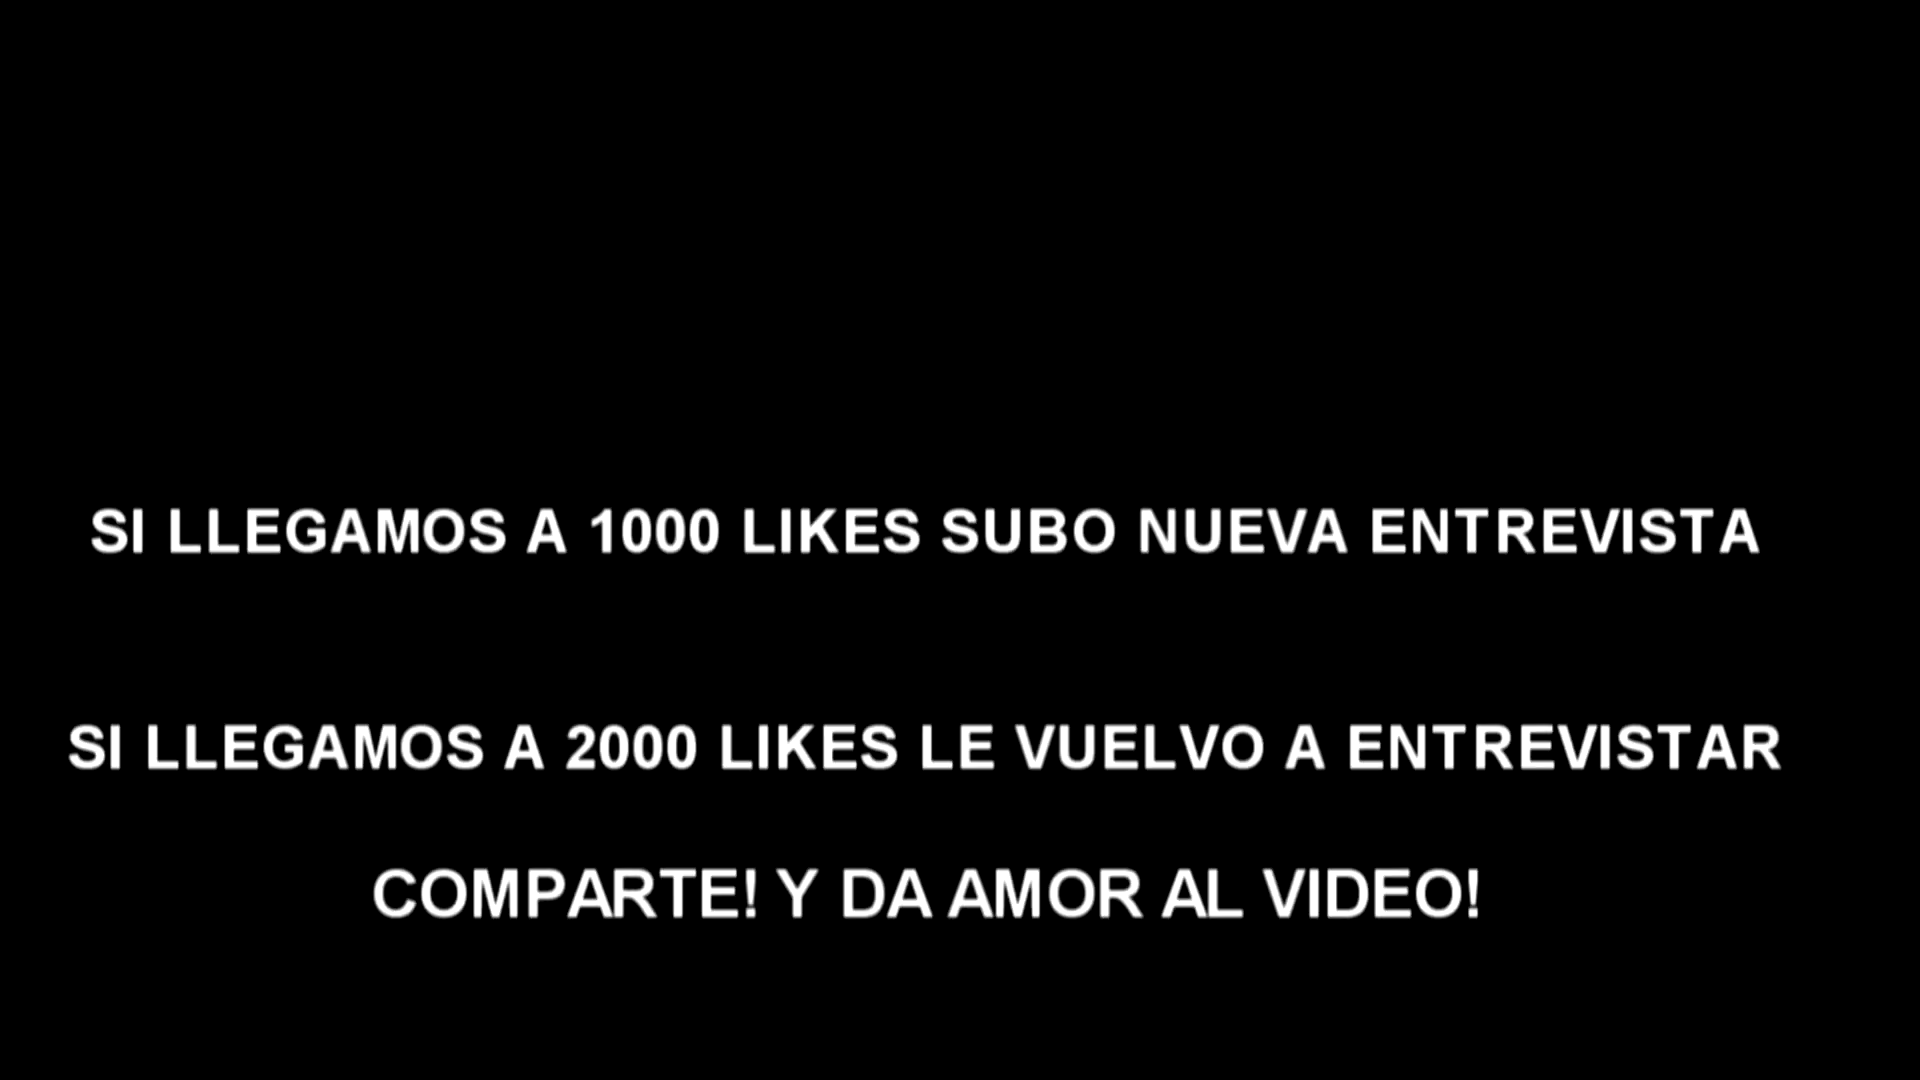 SI LLEGAMOS A 1000 LIKES SUBO NUEVA ENTREVISTA
SI LLEGAMOS A 2000 LIKES LE VUELVO A ENTREVISTAR
COMPARTE! Y DA AMOR AL VIDEO!